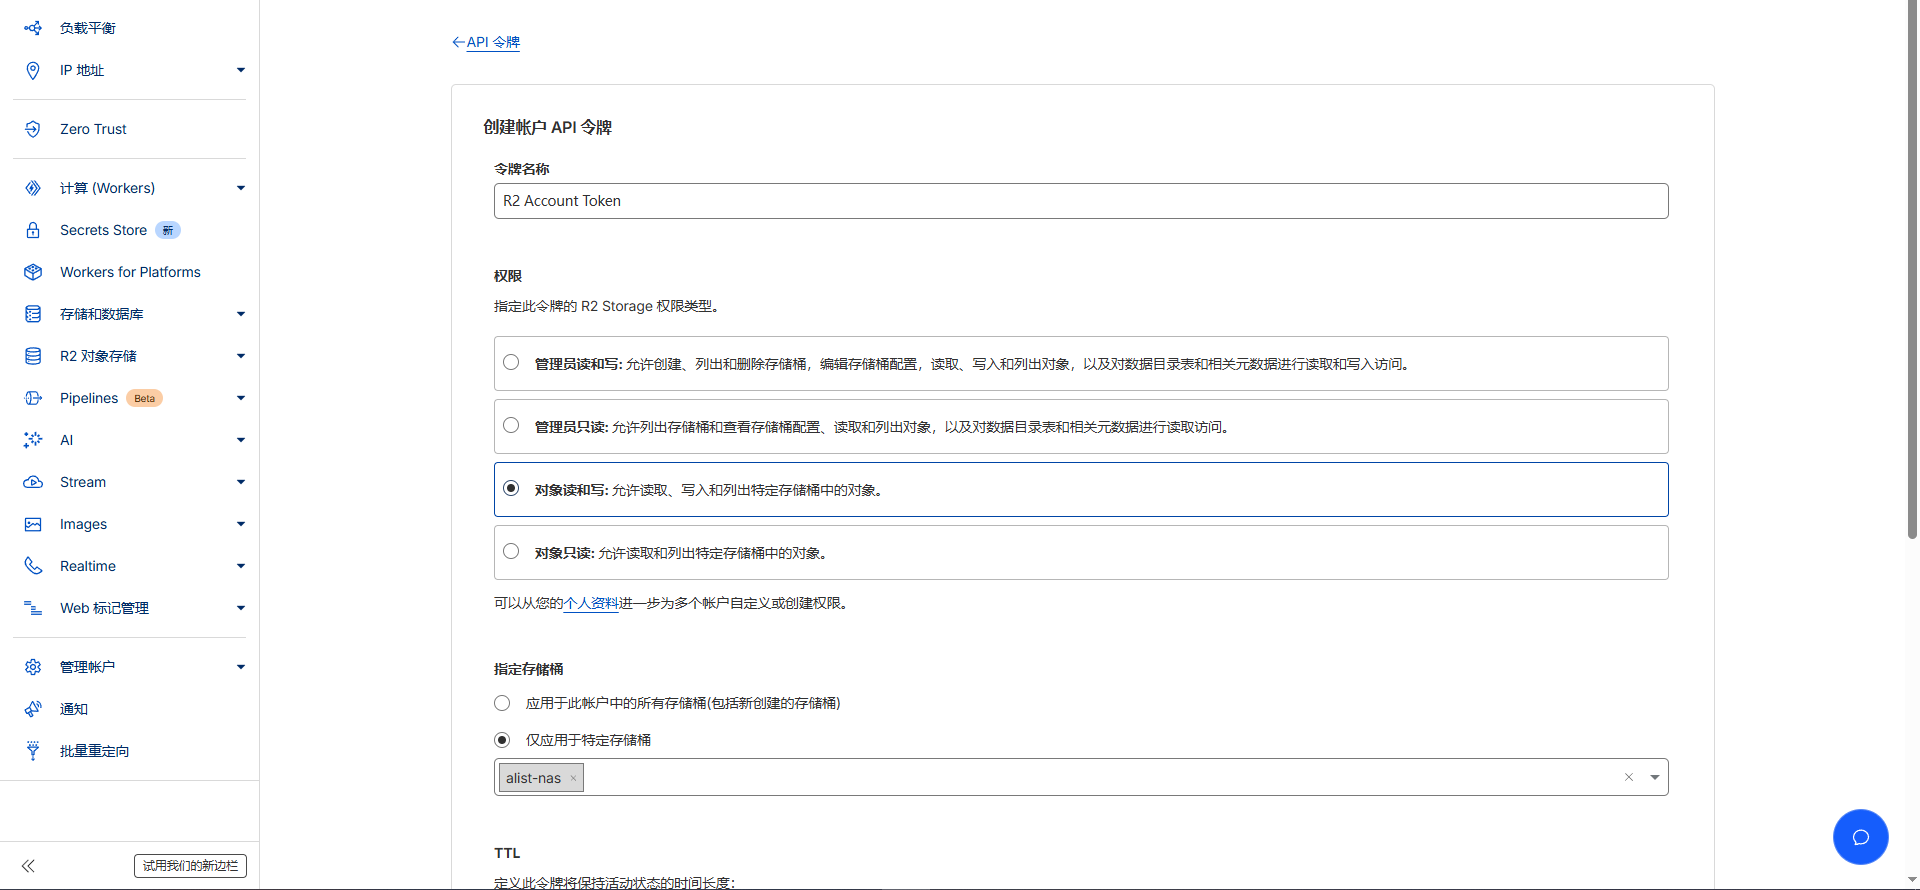 负载平衡
IP 地址
Zero Trust
计算 (Workers)
Secrets Store 新
Workers for Platforms
存储和数据库
R2 对象存储
Pipelines Beta
AI
Stream
Images
Realtime
Web 标记管理
管理帐户
通知
批量重定向
试用我们的新边栏
API 令牌
创建帐户 API 令牌
令牌名称
R2 Account Token
权限
指定此令牌的 R2 Storage 权限类型。
管理员读和写: 允许创建、列出和删除存储桶，编辑存储桶配置，读取、写入和列出对象，以及对数据目录表和相关元数据进行读取和写入访问。
管理员只读: 允许列出存储桶和查看存储桶配置、读取和列出对象，以及对数据目录表和相关元数据进行读取访问。
对象读和写: 允许读取、写入和列出特定存储桶中的对象。
对象只读: 允许读取和列出特定存储桶中的对象。
可以从您的个人资料进一步为多个帐户自定义或创建权限。
指定存储桶
应用于此帐户中的所有存储桶(包括新创建的存储桶)
仅应用于特定存储桶
alist-nas
TTL
定义此令牌将保持活动状态的时间长度: